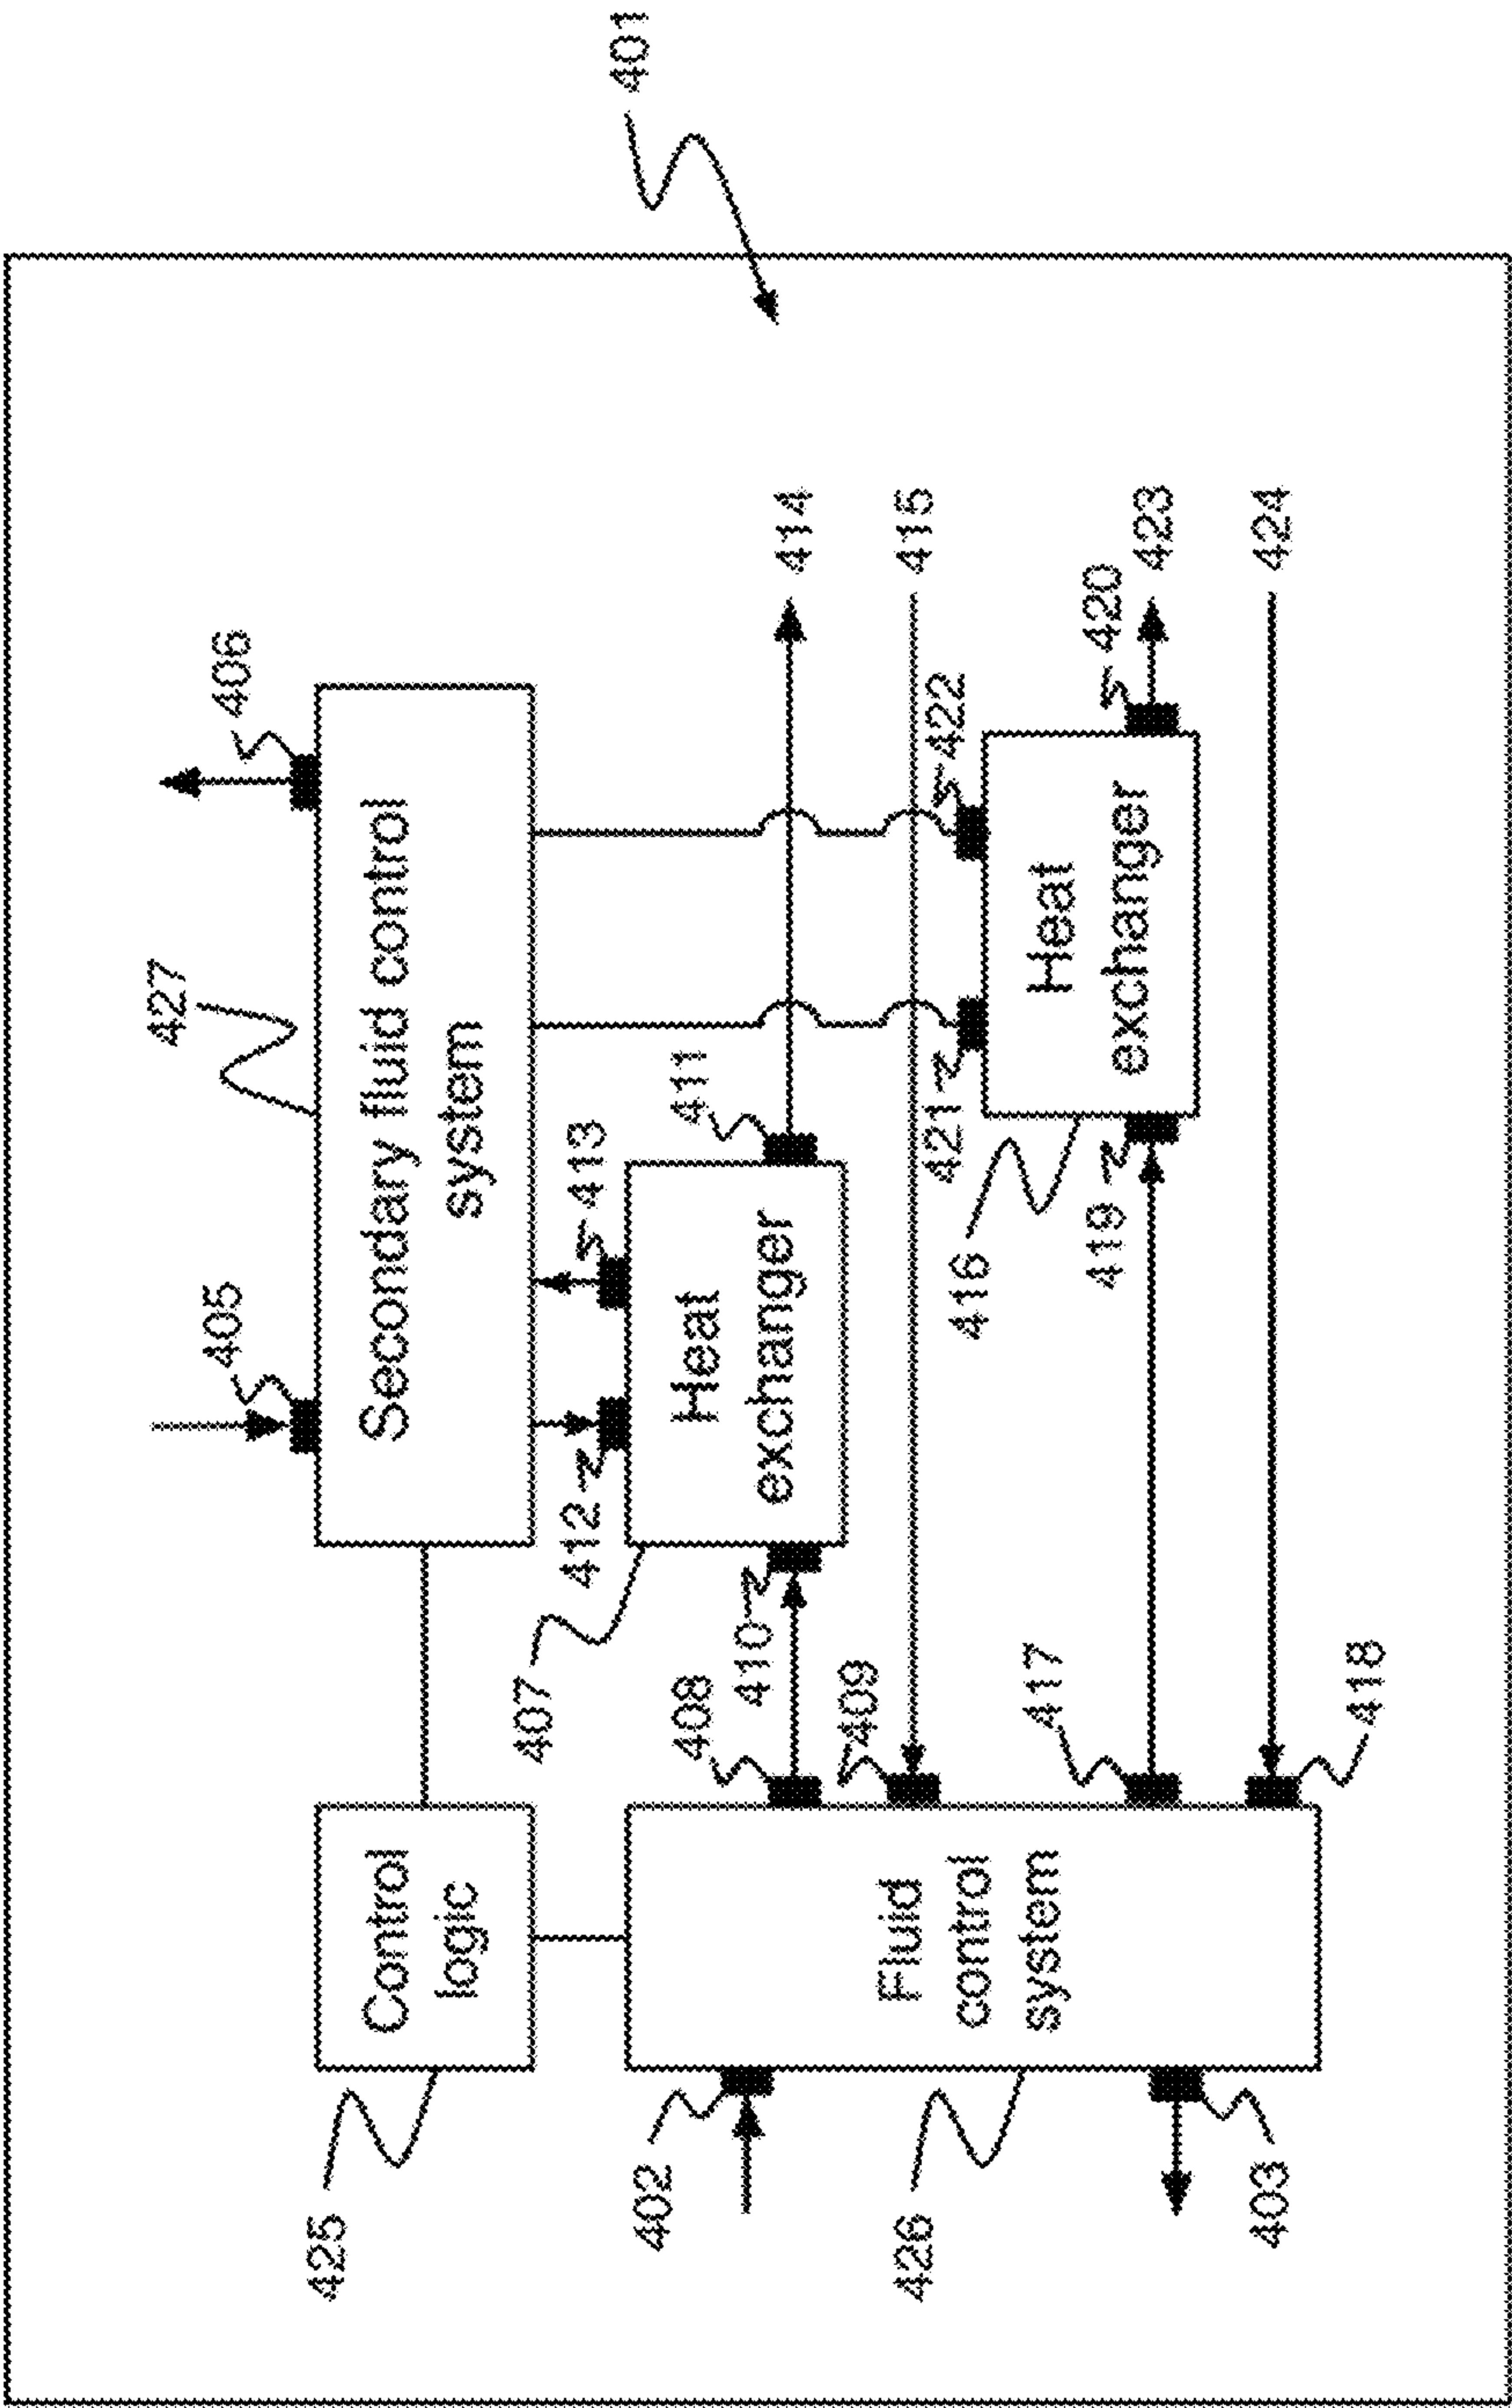 401
427
405
406
Secondary fluid control
system
425
Control
logic
412
413
407
Heat
exchanger
410
411
408
414
402
409
415
426
Fluid
control
system
421
422
416
Heat
exchanger
417
419
420
423
403
418
424